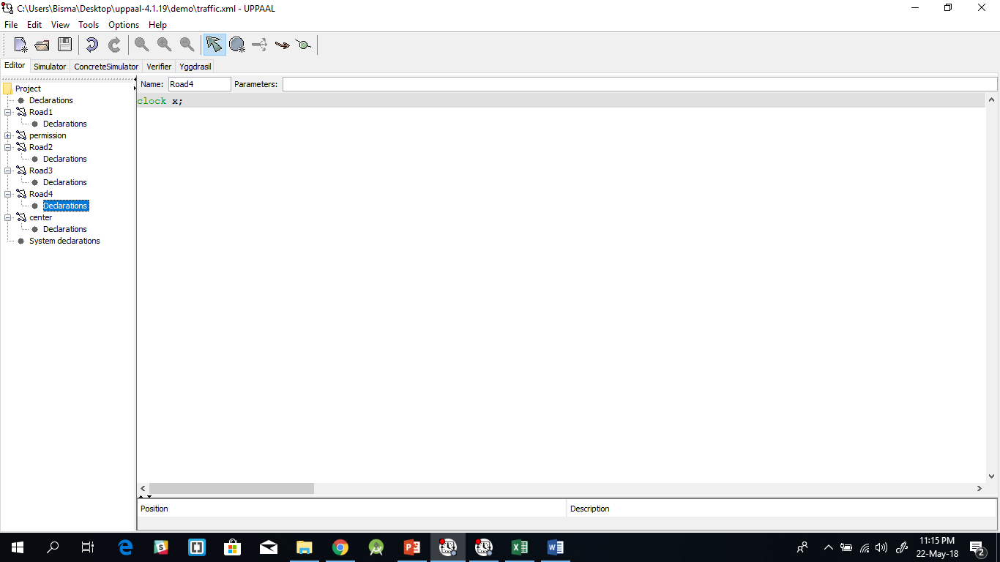 C:\Users\Bisma\Desktop\uppaal-4.1.19\demo\traffic.xml - UPPAAL
File Edit View Tools Options Help
Editor Simulator ConcreteSimulator Verifier Yggdrasil
Name: Road4 Parameters:
clock x;
Project
Declarations
Road1
Declarations
permission
Road2
Declarations
Road3
Declarations
Road4
Declarations
center
Declarations
System declarations
Position Description
11:15 PM
22-May-18
2